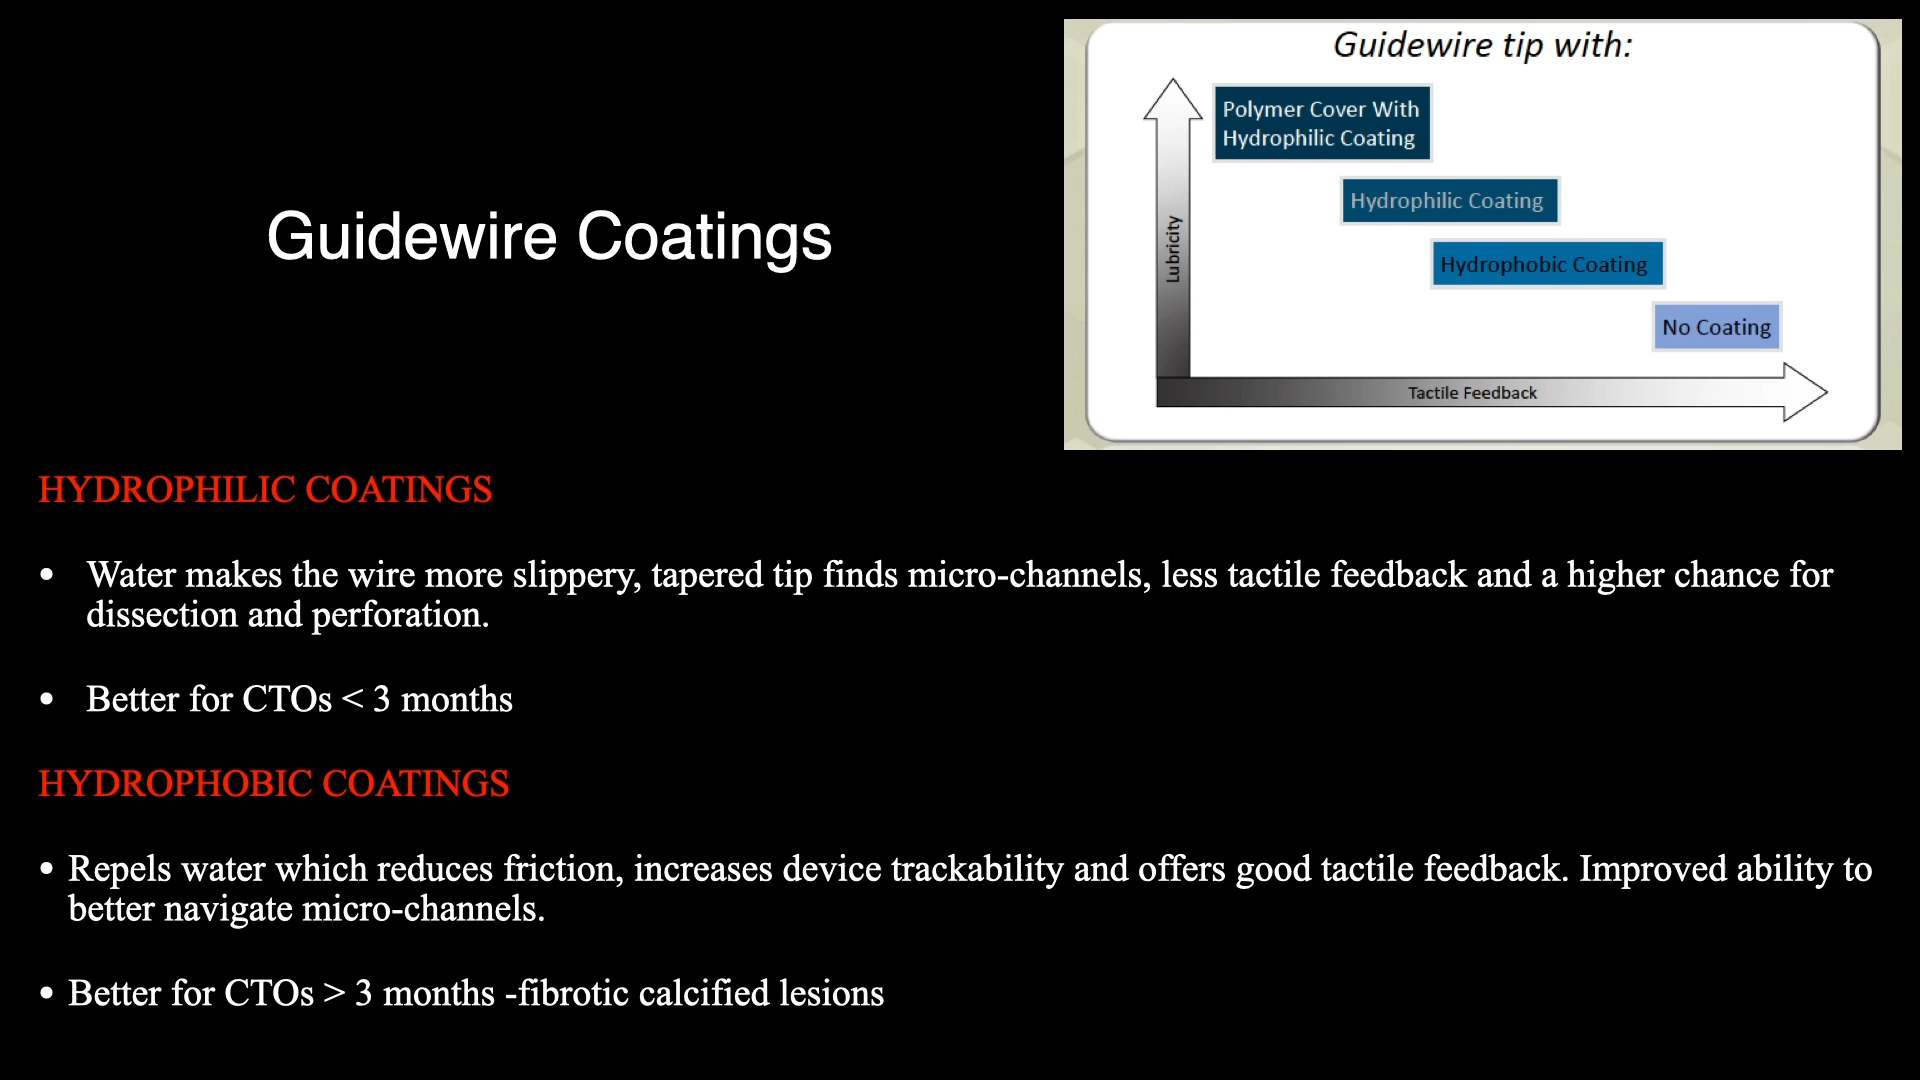 Guidewire Coatings
Guidewire tip with:
Polymer Cover With
Hydrophilic Coating
Hydrophilic Coating
Hydrophobic Coating
No Coating
Lubricity
Tactile Feedback
HYDROPHILIC COATINGS
• Water makes the wire more slippery, tapered tip finds micro-channels, less tactile feedback and a higher chance for
dissection and perforation.
• Better for CTOs < 3 months
HYDROPHOBIC COATINGS
• Repels water which reduces friction, increases device trackability and offers good tactile feedback. Improved ability to
better navigate micro-channels.
• Better for CTOs > 3 months -fibrotic calcified lesions